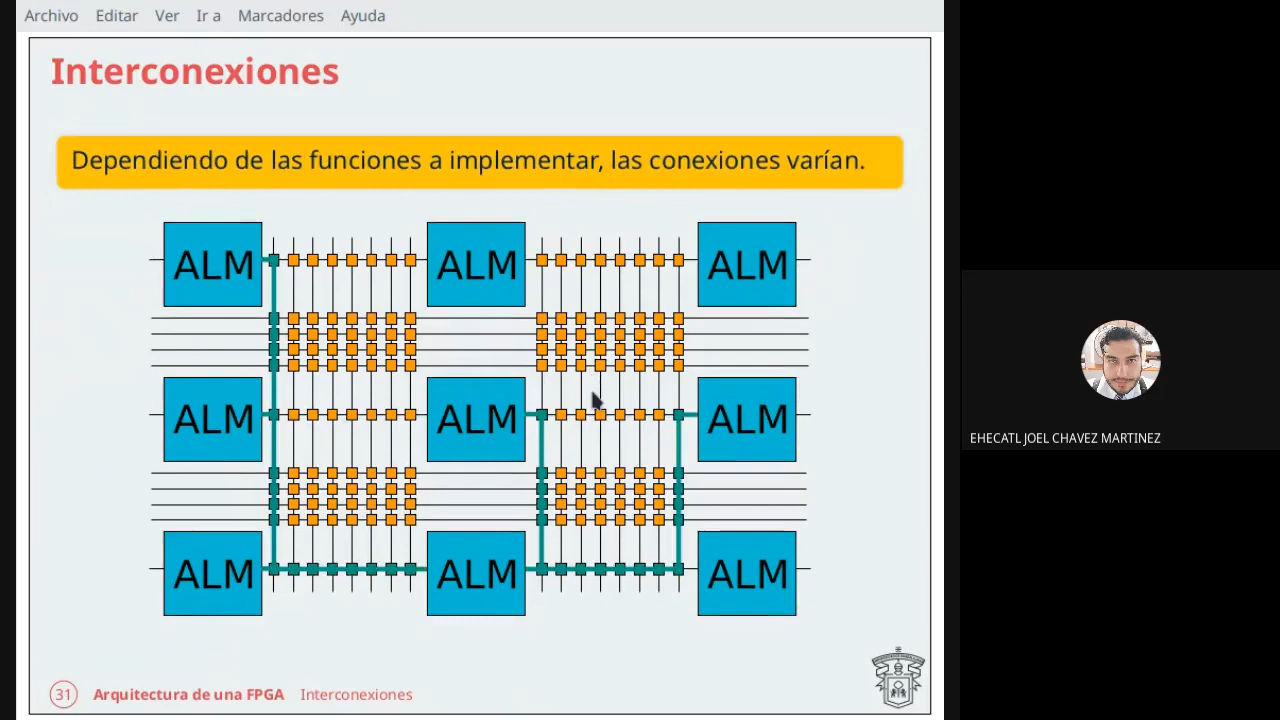 Archivo Editar Ver Ir a Marcadores Ayuda
Interconexiones
Dependiendo de las funciones a implementar, las conexiones varían.
ALM ALM ALM
ALM ALM ALM
ALM ALM ALM
EHECATL JOEL CHAVEZ MARTINEZ
31 Arquitectura de una FPGA Interconexiones